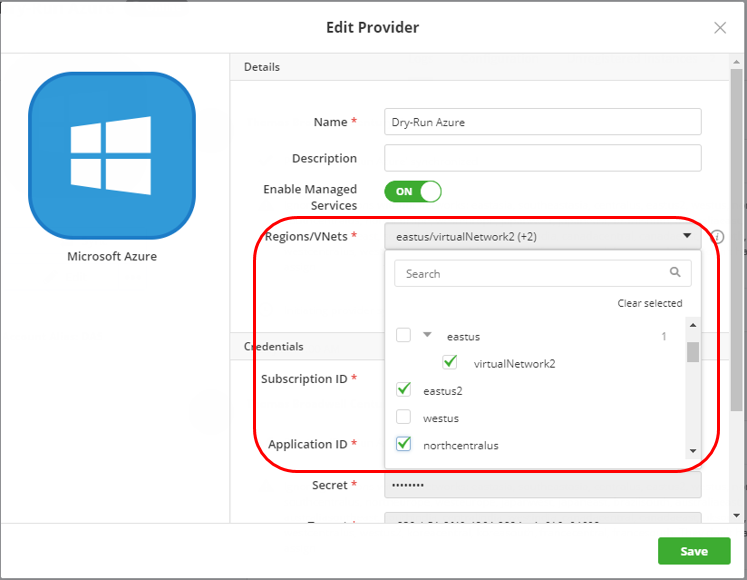 Edit Provider
Details
Microsoft Azure
Name *
Dry-Run Azure
Description
Enable Managed
Services
ON
Regions/VNets *
eastus/virtualNetwork2 (+2)
Search
Clear selected
eastus
1
virtualNetwork2
eastus2
westus
northcentralus
Credentials
Subscription ID *
Application ID *
Secret *
••••••••
Save